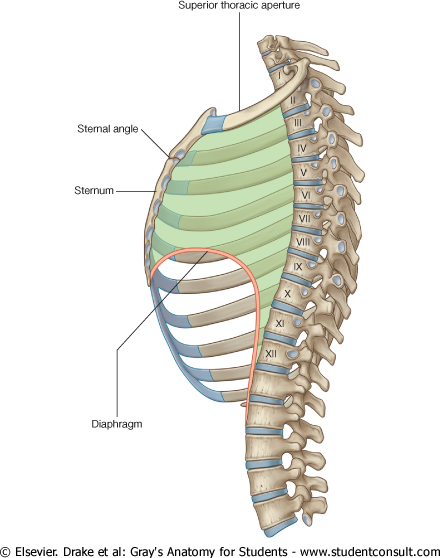 Superior thoracic aperture
I
II
III
Sternal angle
IV
V
Sternum
VI
VII
VIII
IX
X
XI
XII
Diaphragm
© Elsevier. Drake et al: Gray's Anatomy for Students - www.studentconsult.com